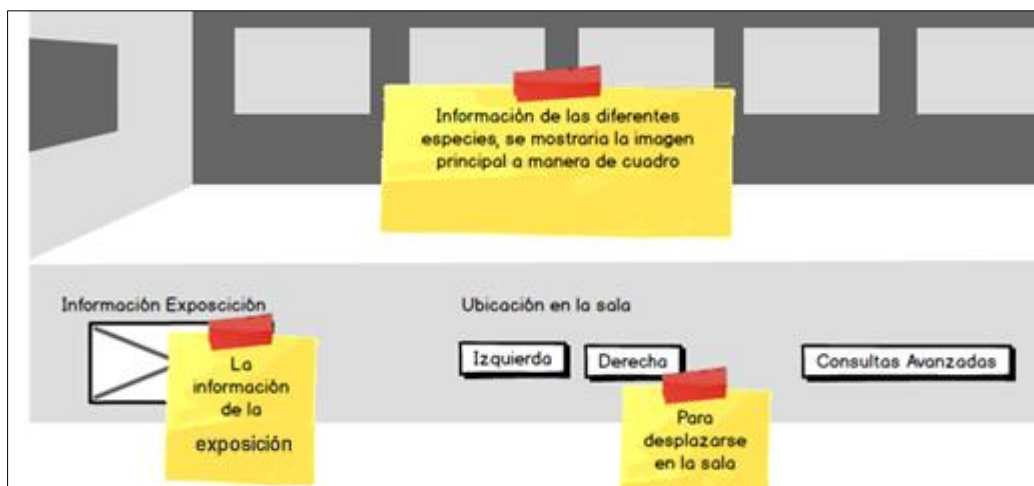 Información de las diferentes
especies, se mostraria la imagen
principal a manera de cuadro
Información Exposcición
Ubicación en la sala
Izquierda
Derecha
Consultas Avanzadas
La
información
de la
exposición
Para
desplazarse
en la sala